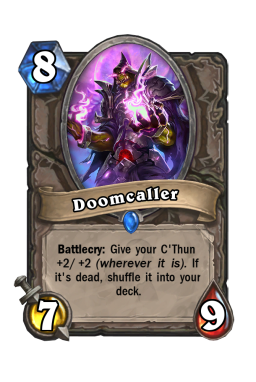 8
Doomcaller
Battlecry: Give your C'Thun
+2/ +2 (wherever it is). If
it's dead, shuffle it into your
deck.
7
9